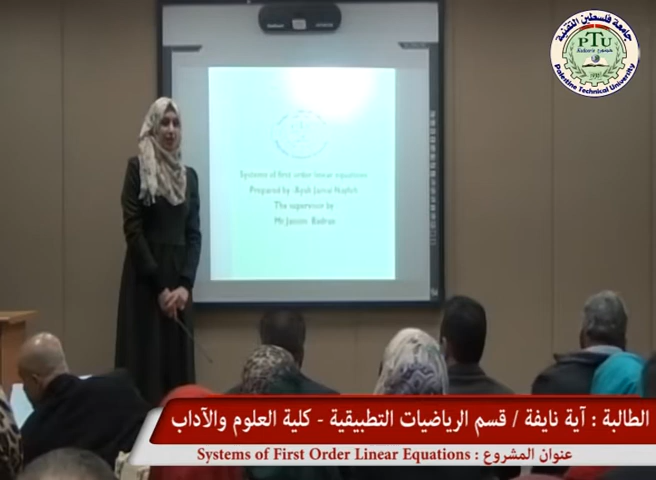 جامعة فلسطين التقنية
PTU
Kadoorie خضوري
1930
Palestine Technical University
Systems of first order linear equations
Prepared by: Ayah Jamal Nayfeh
The supervisor by
Mr. Jassim Badran
الطالبة : آية نايفة / قسم الرياضيات التطبيقية - كلية العلوم والآداب
عنوان المشروع : Systems of First Order Linear Equations